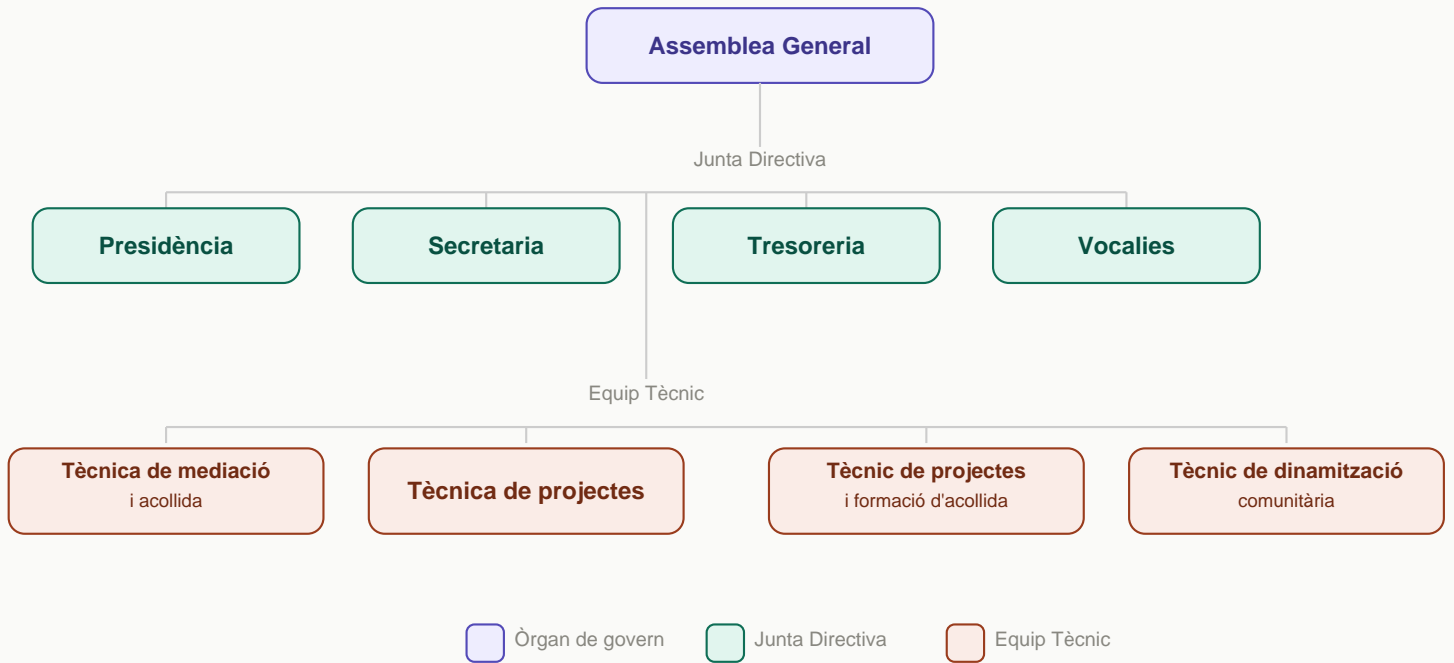 Assemblea General
Junta Directiva
Presidència
Secretaria
Tresoreria
Vocalies
Equip Tècnic
Tècnica de mediació
i acollida
Tècnica de projectes
Tècnic de projectes
i formació d'acollida
Tècnic de dinamització
comunitària
Òrgan de govern
Junta Directiva
Equip Tècnic